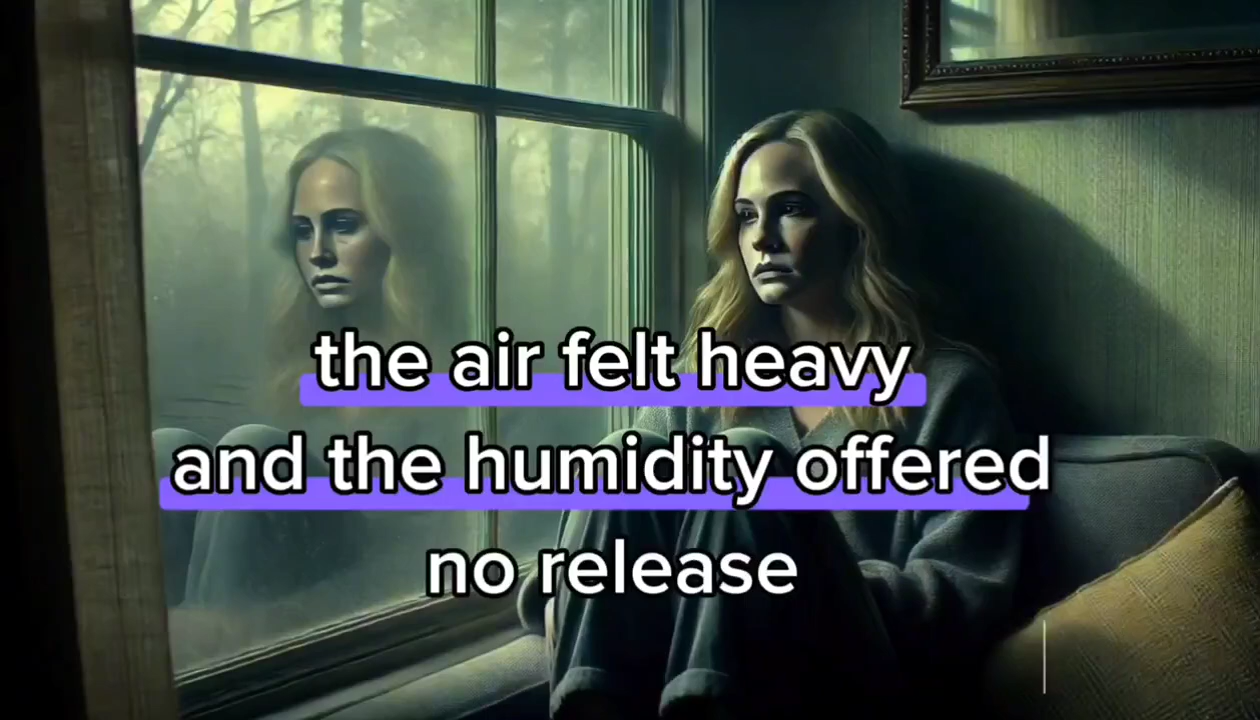 the air felt heavy
and the humidity offered
no release